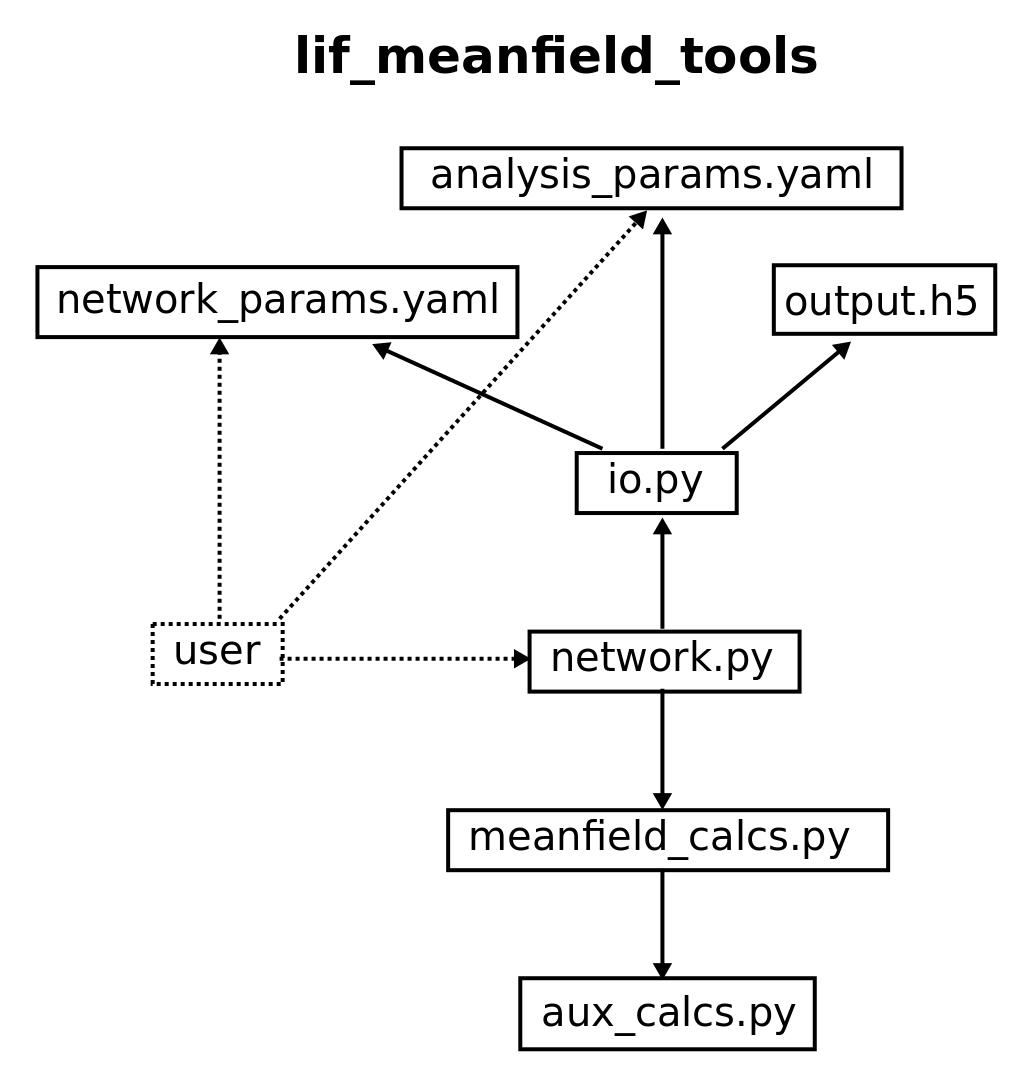 lif_meanfield_tools
analysis_params.yaml
network_params.yaml
output.h5
io.py
user
network.py
meanfield_calcs.py
aux_calcs.py